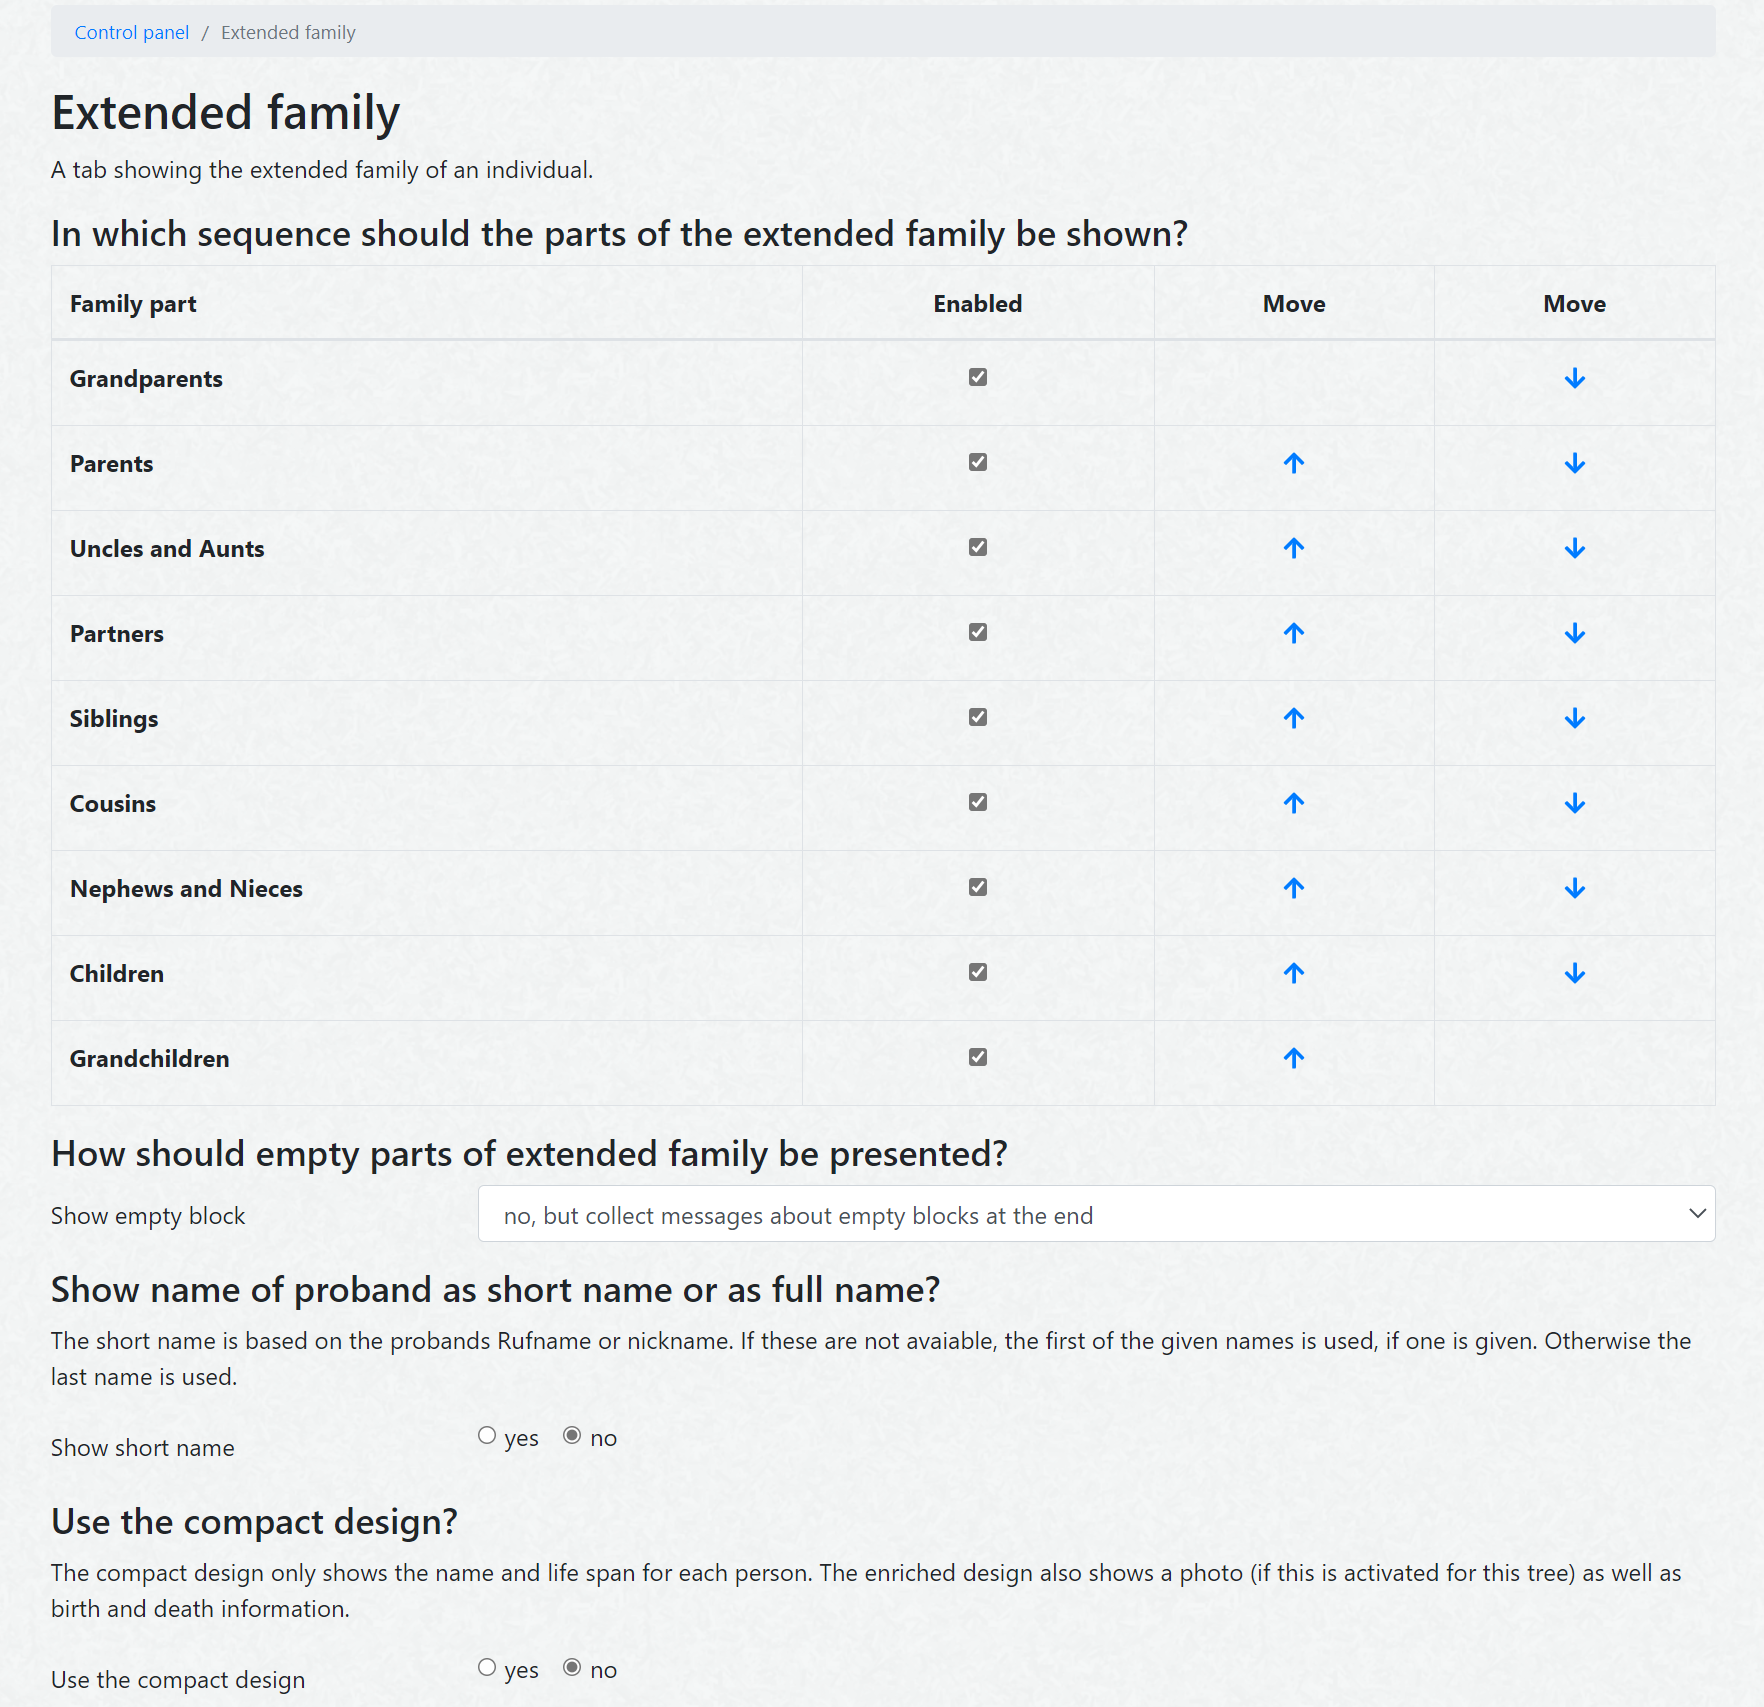 Control panel / Extended family
Extended family
A tab showing the extended family of an individual.
In which sequence should the parts of the extended family be shown?
Family part Enabled Move Move
Grandparents
Parents
Uncles and Aunts
Partners
Siblings
Cousins
Nephews and Nieces
Children
Grandchildren
How should empty parts of extended family be presented?
Show empty block no, but collect messages about empty blocks at the end
Show name of proband as short name or as full name?
The short name is based on the probands Rufname or nickname. If these are not avaiable, the first of the given names is used, if one is given. Otherwise the
last name is used.
Show short name yes no
Use the compact design?
The compact design only shows the name and life span for each person. The enriched design also shows a photo (if this is activated for this tree) as well as
birth and death information.
Use the compact design yes no